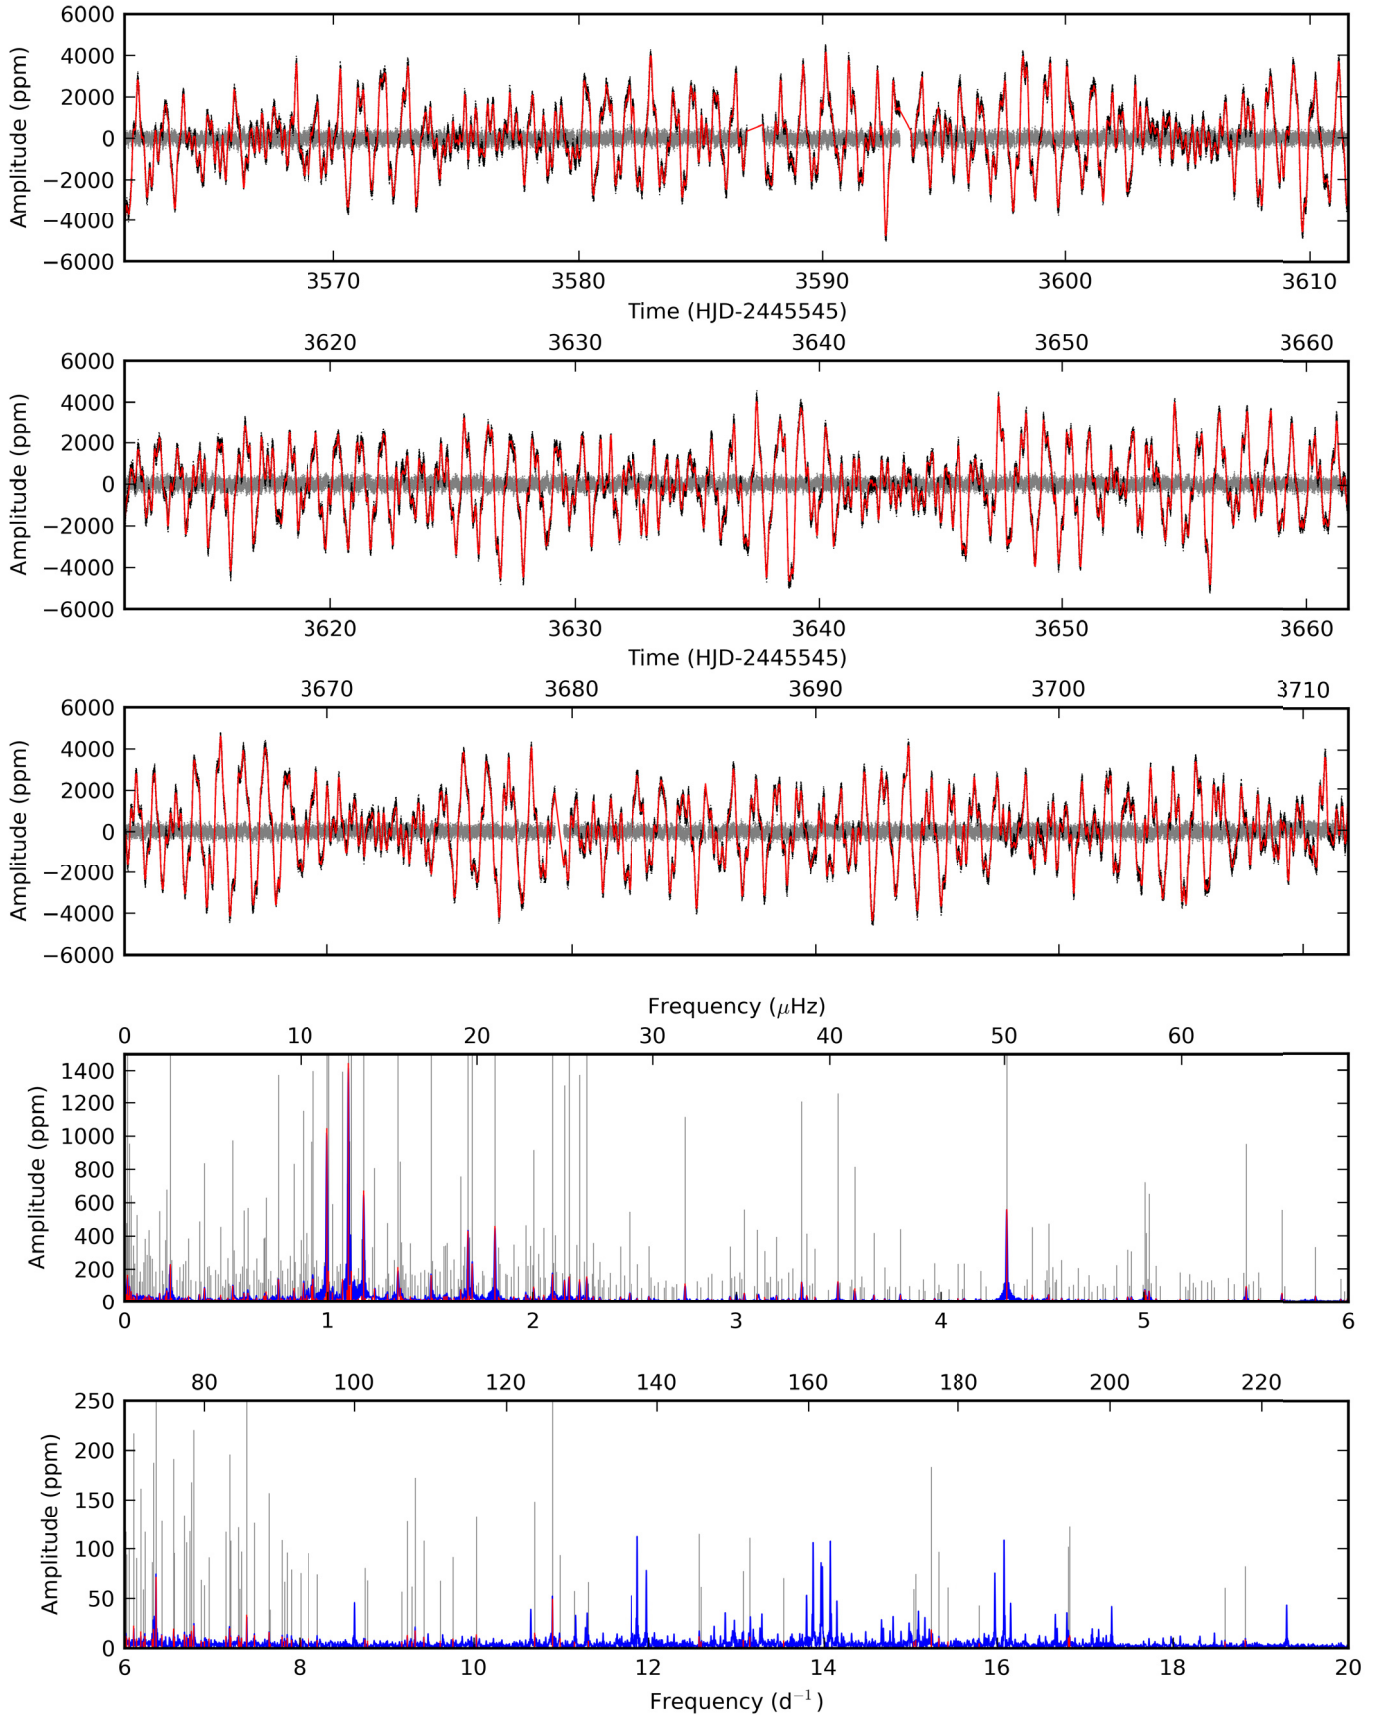 6000
4000
2000
0
−2000
−4000
−6000
Amplitude (ppm)
3570 3580 3590 3600 3610
Time (HJD-2445545)
3620 3630 3640 3650 3660
6000
4000
2000
0
−2000
−4000
−6000
Amplitude (ppm)
3620 3630 3640 3650 3660
Time (HJD-2445545)
3670 3680 3690 3700 3710
6000
4000
2000
0
−2000
−4000
−6000
Amplitude (ppm)
Frequency (μHz)
0 10 20 30 40 50 60
1400
1200
1000
800
600
400
200
0
Amplitude (ppm)
0 1 2 3 4 5 6
80 100 120 140 160 180 200 220
250
200
150
100
50
0
Amplitude (ppm)
6 8 10 12 14 16 18 20
Frequency (d⁻¹)